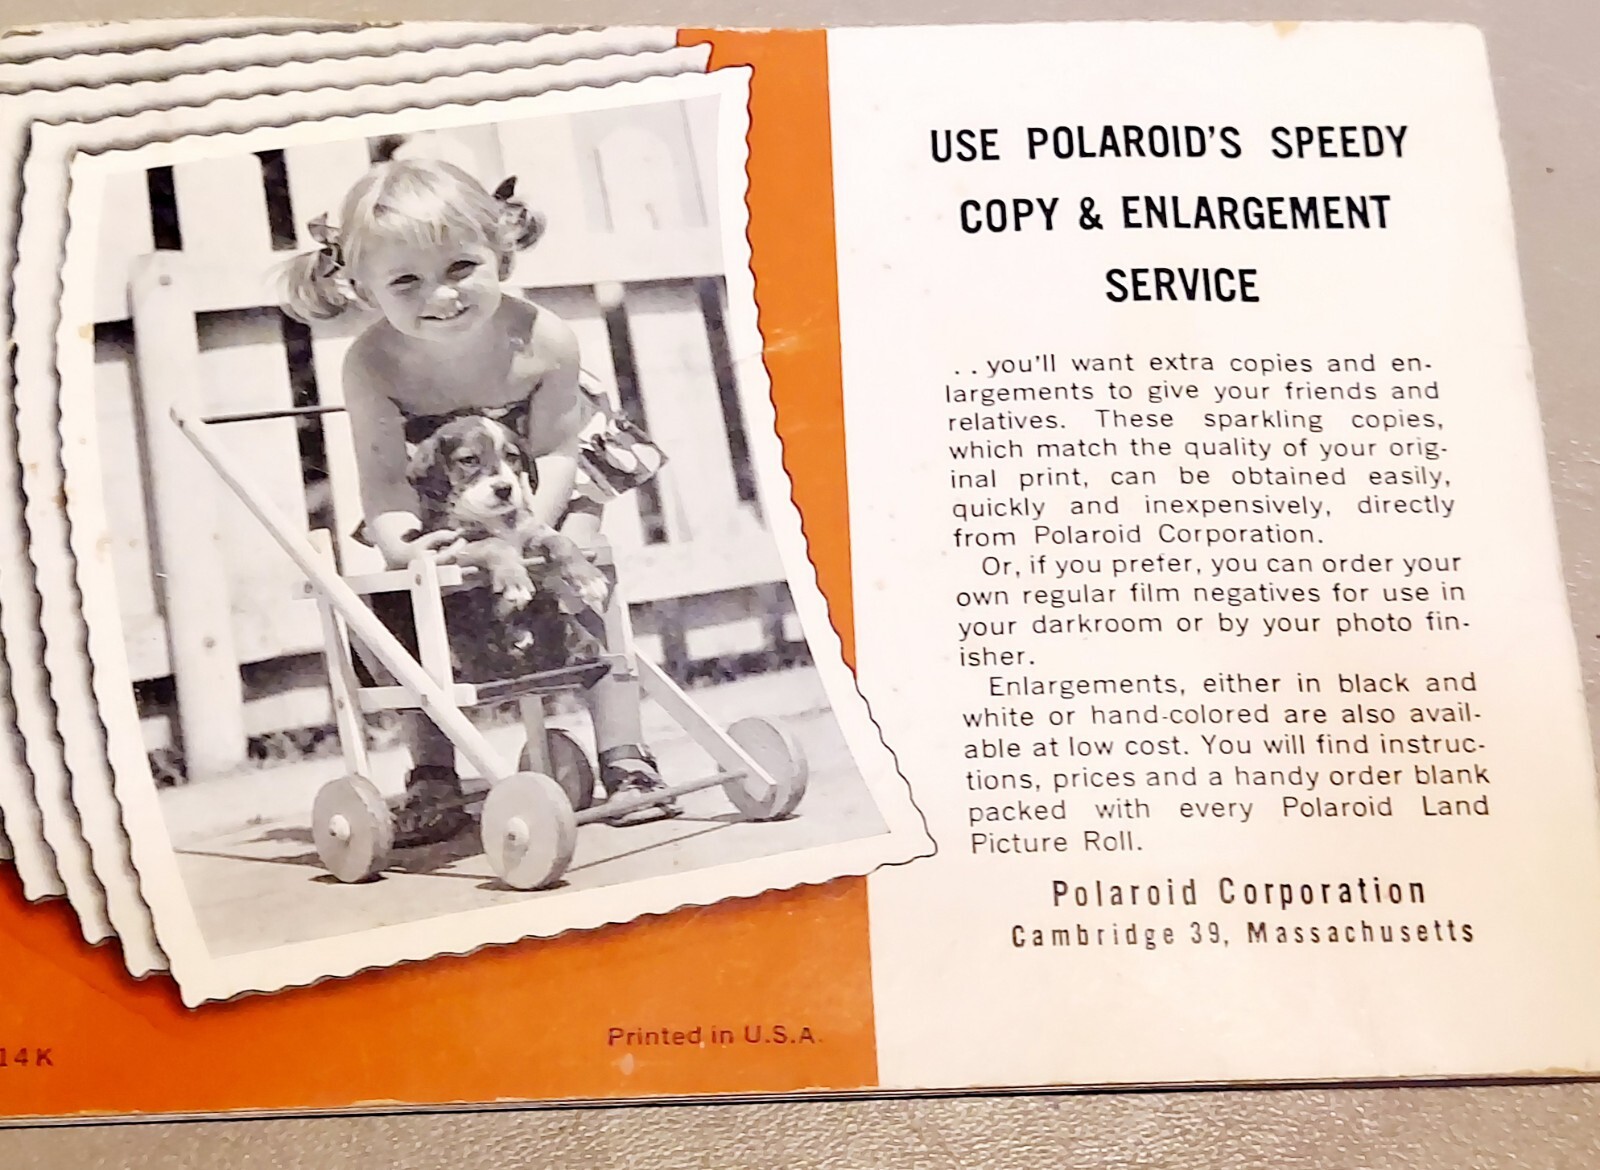 USE POLAROID'S SPEEDY
COPY & ENLARGEMENT
SERVICE
. . you'll want extra copies and en-
largements to give your friends and
relatives. These sparkling copies,
which match the quality of your orig-
inal print, can be obtained easily,
quickly and inexpensively, directly
from Polaroid Corporation.
Or, if you prefer, you can order your
own regular film negatives for use in
your darkroom or by your photo fin-
isher.
Enlargements, either in black and
white or hand-colored are also avail-
able at low cost. You will find instruc-
tions, prices and a handy order blank
packed with every Polaroid Land
Picture Roll.
Polaroid Corporation
Cambridge 39, Massachusetts
Printed in U.S.A.
14K